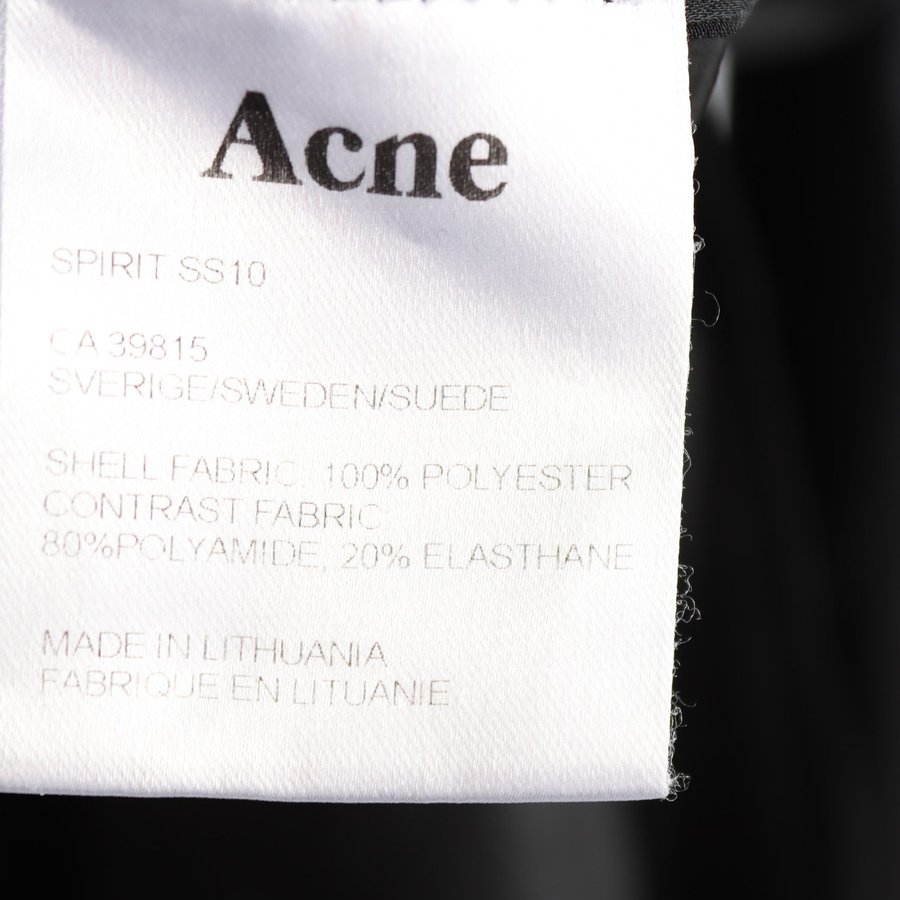 Acne
SPIRIT SS10
CA 39815
SVERIGE/SWEDEN/SUEDE
SHELL FABRIC: 100% POLYESTER
CONTRAST FABRIC
80%POLYAMIDE, 20% ELASTHANE
MADE IN LITHUANIA
FABRIQUE EN LITUANIE